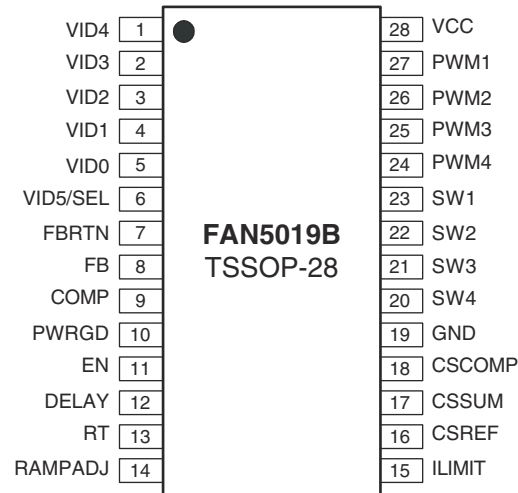 VID4 1
VID3 2
VID2 3
VID1 4
VID0 5
VID5/SEL 6
FBRTN 7
FB 8
COMP 9
PWRGD 10
EN 11
DELAY 12
RT 13
RAMPADJ 14
FAN5019B
TSSOP-28
28 VCC
27 PWM1
26 PWM2
25 PWM3
24 PWM4
23 SW1
22 SW2
21 SW3
20 SW4
19 GND
18 CSCOMP
17 CSSUM
16 CSREF
15 ILIMIT